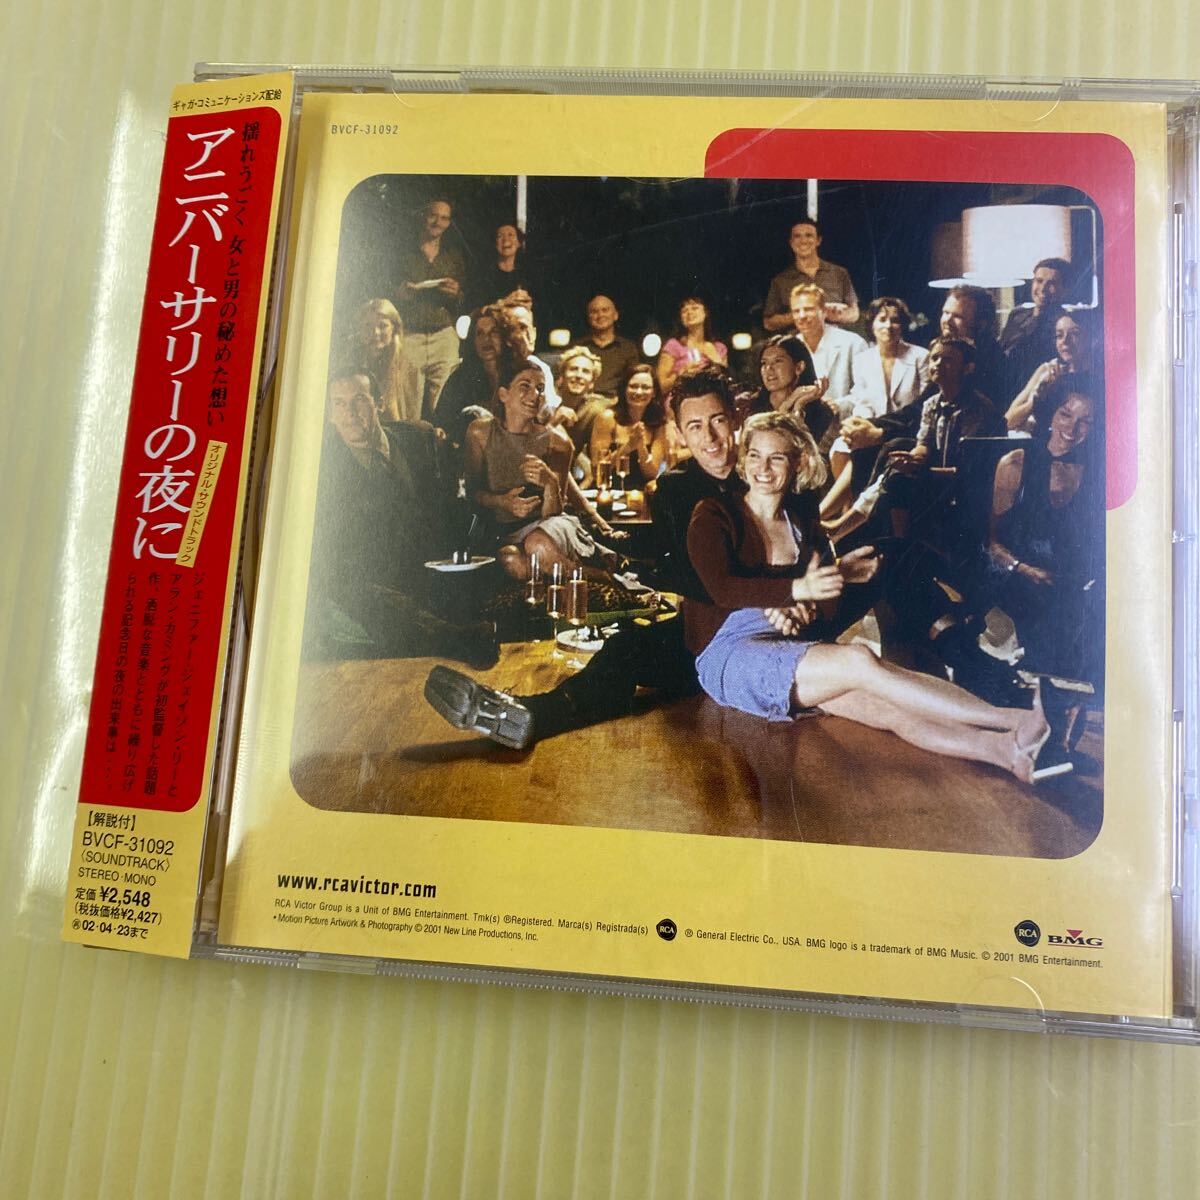 ギャガ・コミュニケーションズ配給
揺れうごく女と男の秘めた想い
アニバーサリーの夜に
オリジナル・サウンドトラック
ジェニファー・ジェイソン・リーと
アラン・カミングが初監督した話題
作。洒脱な音楽とともに繰り広げ
られる記念日の夜の出来事は…。
【解説付】
BVCF-31092
〈SOUNDTRACK〉
STEREO・MONO
定価 ¥2,548
(税抜価格¥2,427)
02・04・23まで
BVCF-31092
www.rcavictor.com
RCA Victor Group is a Unit of BMG Entertainment. Tmk(s) ®Registered. Marca(s) Registrada(s) RCA ® General Electric Co., USA. BMG logo is a trademark of BMG Music. © 2001 BMG Entertainment.
• Motion Picture Artwork & Photography © 2001 New Line Productions, Inc.
RCA BMG